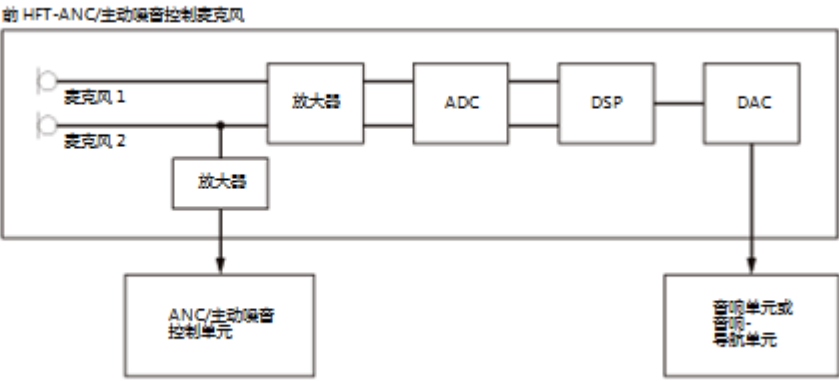 前 HFT-ANC/主动噪音控制麦克风
麦克风 1
放大器
ADC
DSP
DAC
麦克风 2
放大器
ANC/主动噪音
控制单元
音响单元或
音响-
导航单元